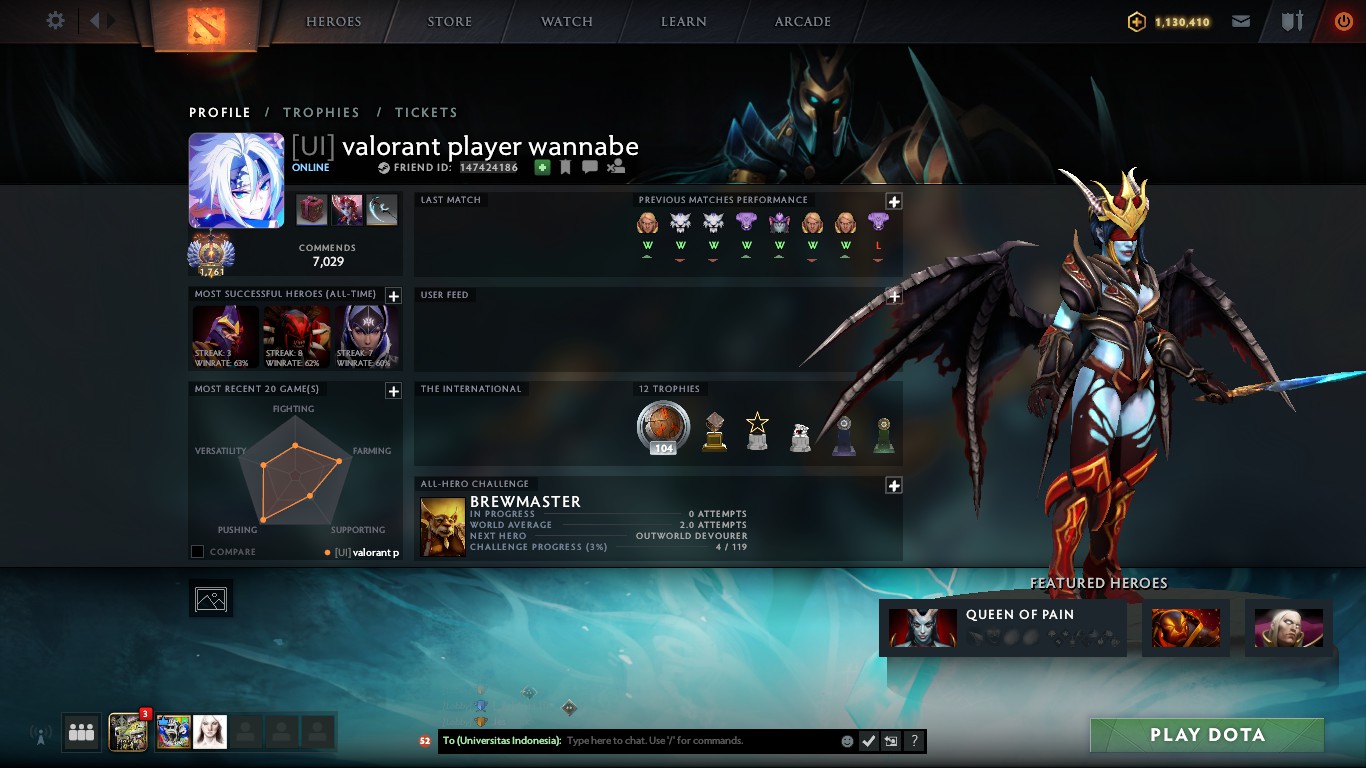 HEROES STORE WATCH LEARN ARCADE 1,130,410
PROFILE / TROPHIES / TICKETS
[UI] valorant player wannabe
ONLINE
FRIEND ID: 147424186
COMMENDS
7,029
1,761
LAST MATCH
PREVIOUS MATCHES PERFORMANCE
W W W W W W W L
MOST SUCCESSFUL HEROES (ALL-TIME)
STREAK: 3 STREAK: 8 STREAK: 7
WINRATE: 63% WINRATE: 62% WINRATE: 60%
USER FEED
MOST RECENT 20 GAME(S)
FIGHTING
VERSATILITY FARMING
PUSHING SUPPORTING
COMPARE [UI] valorant p
THE INTERNATIONAL
12 TROPHIES
104
ALL-HERO CHALLENGE
BREWMASTER
IN PROGRESS 0 ATTEMPTS
WORLD AVERAGE 2.0 ATTEMPTS
NEXT HERO OUTWORLD DEVOURER
CHALLENGE PROGRESS (3%) 4 / 119
FEATURED HEROES
QUEEN OF PAIN
3
52 To (Universitas Indonesia): Type here to chat. Use '/' for commands. ?
PLAY DOTA